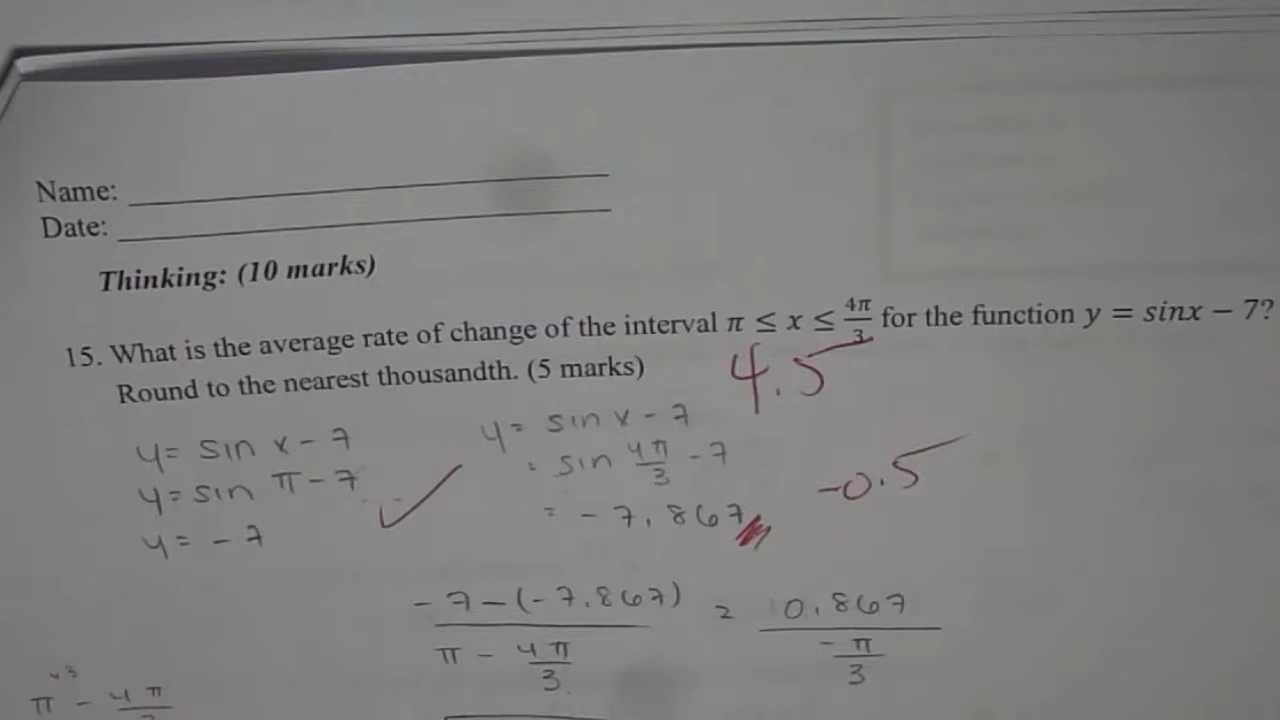 Name:
Date:
Thinking: (10 marks)
15. What is the average rate of change of the interval π ≤ x ≤ 4π/3 for the function y = sinx − 7?
Round to the nearest thousandth. (5 marks)
4.5
y = sin x - 7
y = sin π - 7
y = - 7
y = sin x - 7
= sin 4π/3 - 7
= - 7.867
-0.5
- 7 - (-7.867) = 0.867
π - 4π/3
-π/3
π - 4π